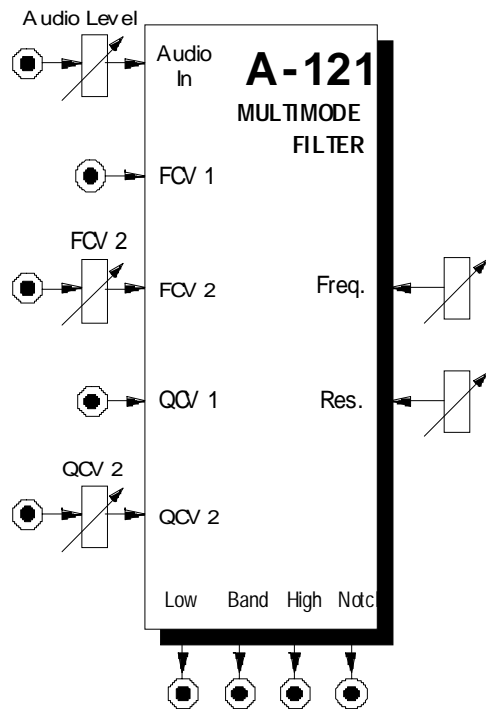 Audio Level
Audio
In
A-121
MULTIMODE
FILTER
FCV 1
FCV 2
FCV 2
Freq.
QCV 1
Res.
QCV 2
QCV 2
Low Band High Notcl